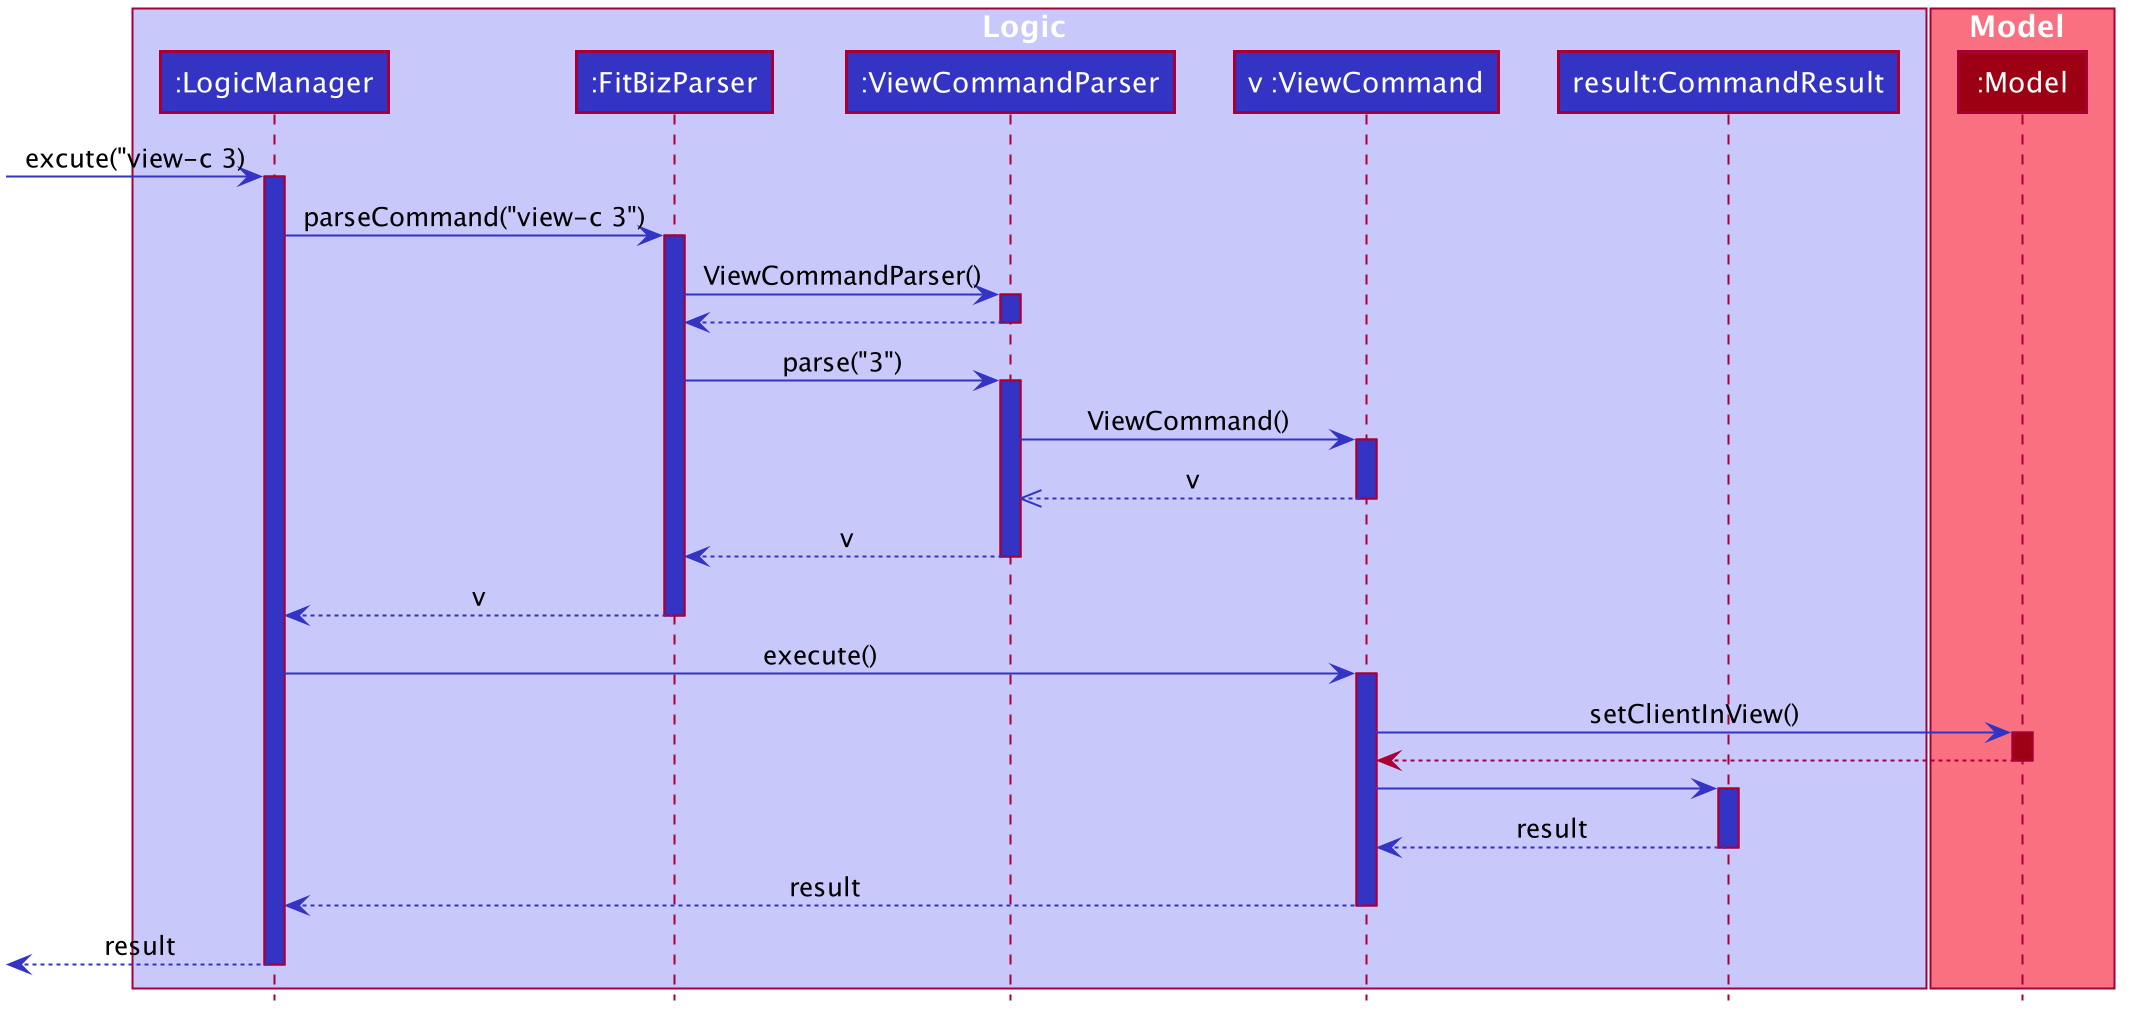 Logic
Model
:LogicManager
:FitBizParser
:ViewCommandParser
v :ViewCommand
result:CommandResult
:Model
excute("view-c 3)
parseCommand("view-c 3")
ViewCommandParser()
parse("3")
ViewCommand()
v
v
v
execute()
setClientInView()
result
result
result